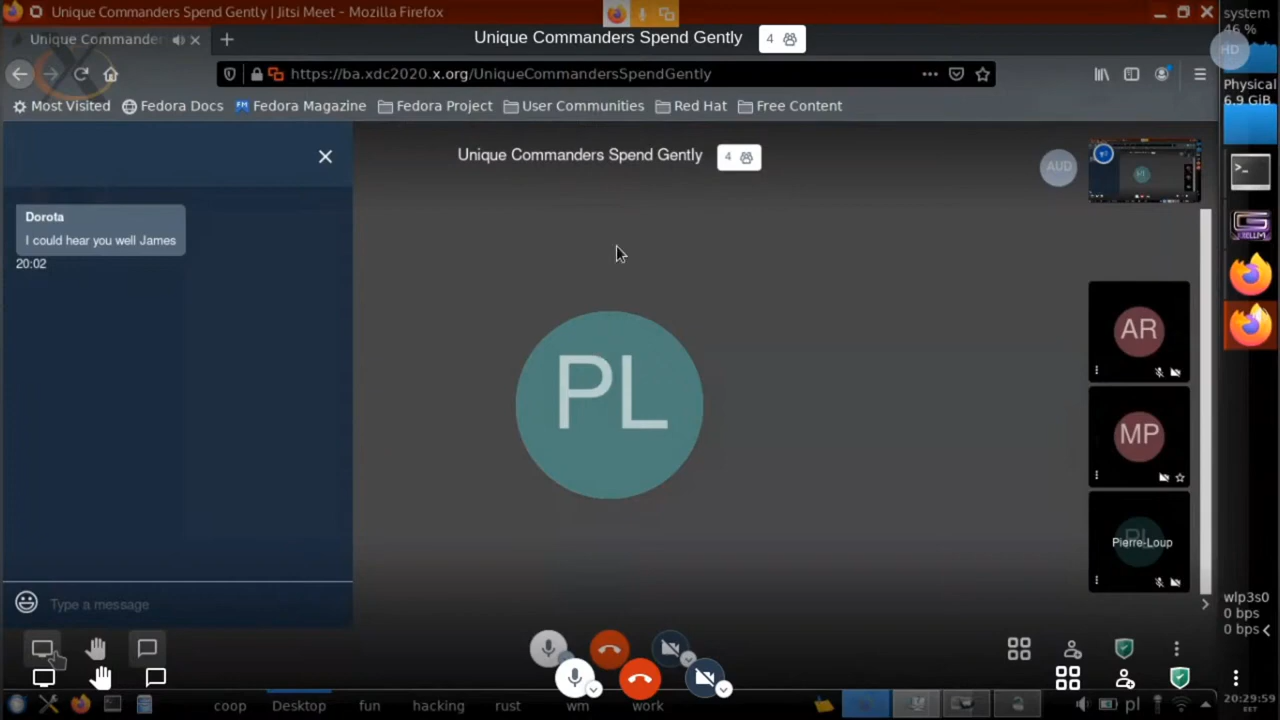 Unique Commanders Spend Gently | Jitsi Meet - Mozilla Firefox
system
46 %
Unique Commander
Unique Commanders Spend Gently
4
HD
https://ba.xdc2020.x.org/UniqueCommandersSpendGently
Physical
6.9 GiB
Most Visited
Fedora Docs
Fedora Magazine
Fedora Project
User Communities
Red Hat
Free Content
Unique Commanders Spend Gently
4
AUD
PL
Dorota
I could hear you well James
20:02
PL
AR
MP
Pierre-Loup
Type a message
wlp3s0
0 bps
0 bps
coop
Desktop
fun
hacking
rust
wm
work
pl
20:29:59
EET